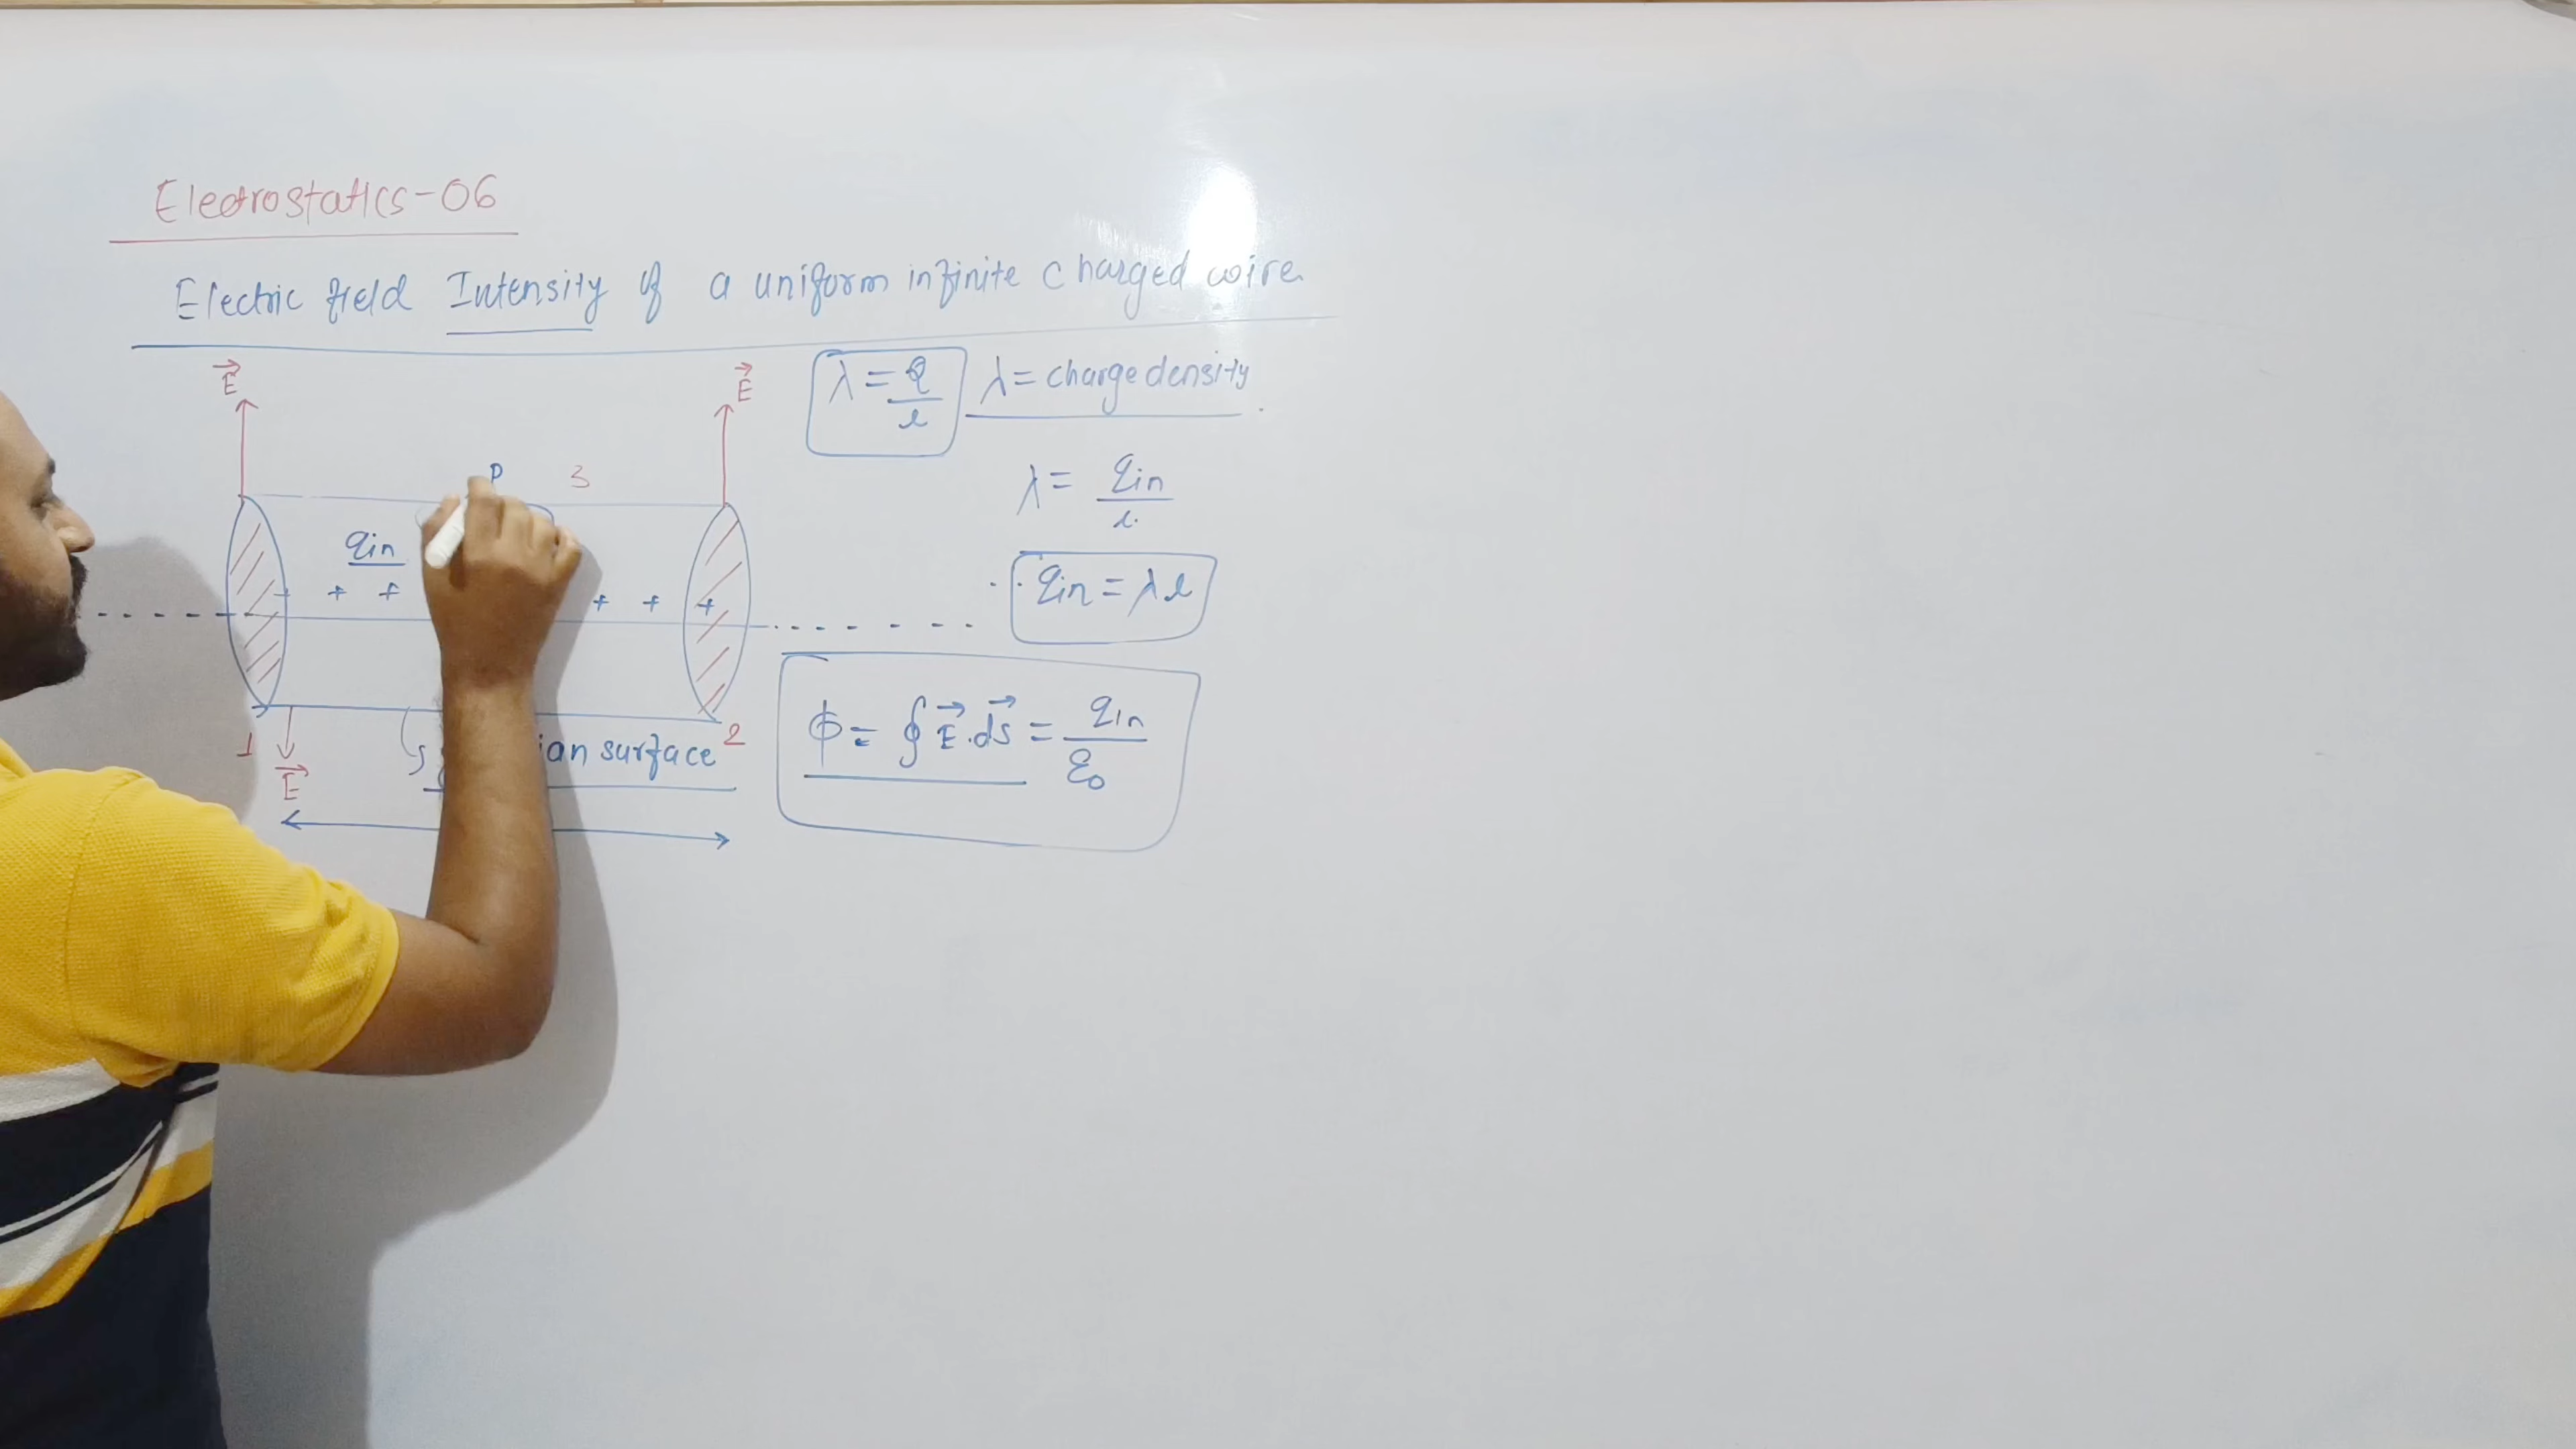 Electrostatics-06
Electric field Intensity of a uniform infinite charged wire.
E E
λ = Q/l λ = charge density.
P 3
qin
λ = qin/l.
+ + + + +
qin = λl
Φ = ∮ E.ds = qin/ε0
1 ian surface 2
E